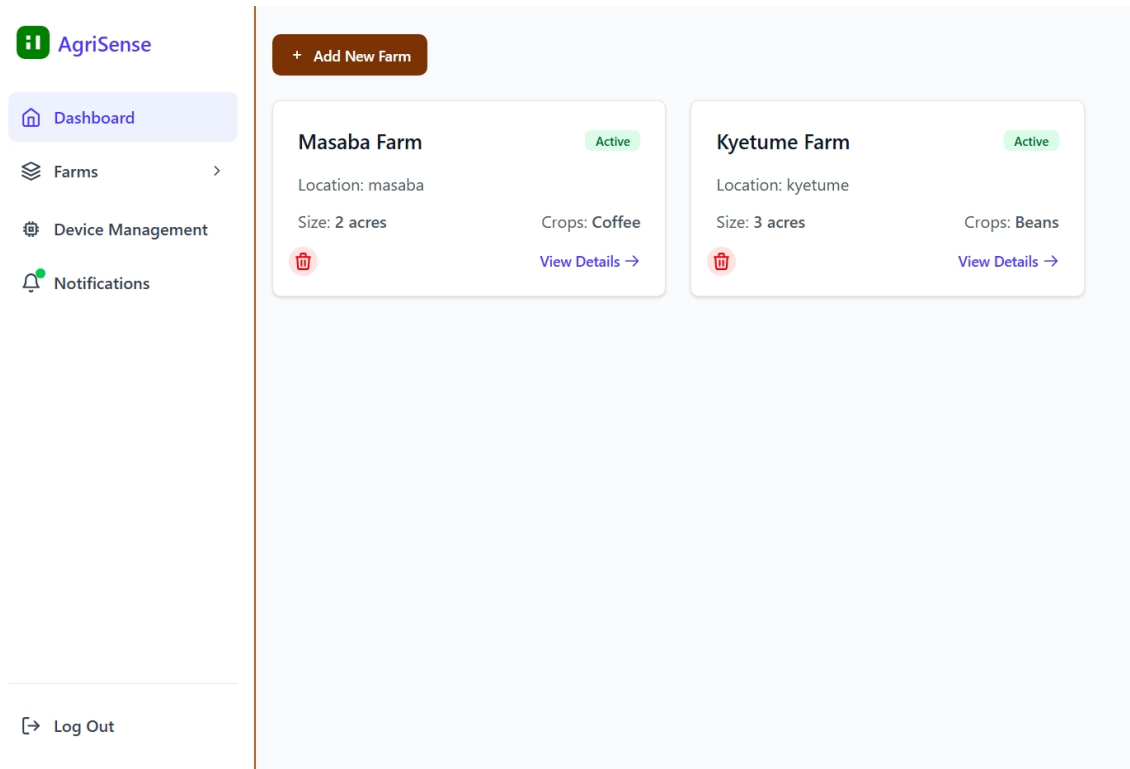 AgriSense
Dashboard
Farms
Device Management
Notifications
Log Out
+ Add New Farm
Masaba Farm
Active
Location: masaba
Size: 2 acres
Crops: Coffee
View Details →
Kyetume Farm
Active
Location: kyetume
Size: 3 acres
Crops: Beans
View Details →